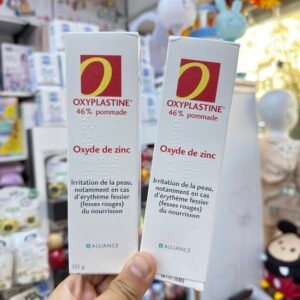 OXYPLASTINE®
46% pommade
Oxyde de zinc
Irritation de la peau,
notamment en cas
d'érythème fessier
(fesses rouges)
du nourrisson
ALLIANCE
OXYPLASTINE®
46% pommade
Oxyde de zinc
Irritation de la peau,
notamment en cas
d'érythème fessier
(fesses rouges)
du nourrisson
ALLIANCE